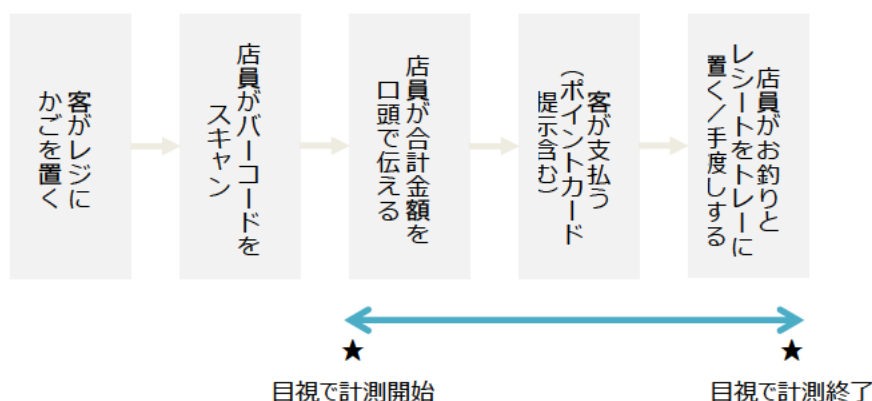 客がレジに
かごを置く
店員がバーコードを
スキャン
店員が合計金額を
口頭で伝える
客が支払う
（ポイントカード
提示含む）
店員がお釣りと
レシートをトレーに
置く／手度しする
★
★
目視で計測開始
目視で計測終了